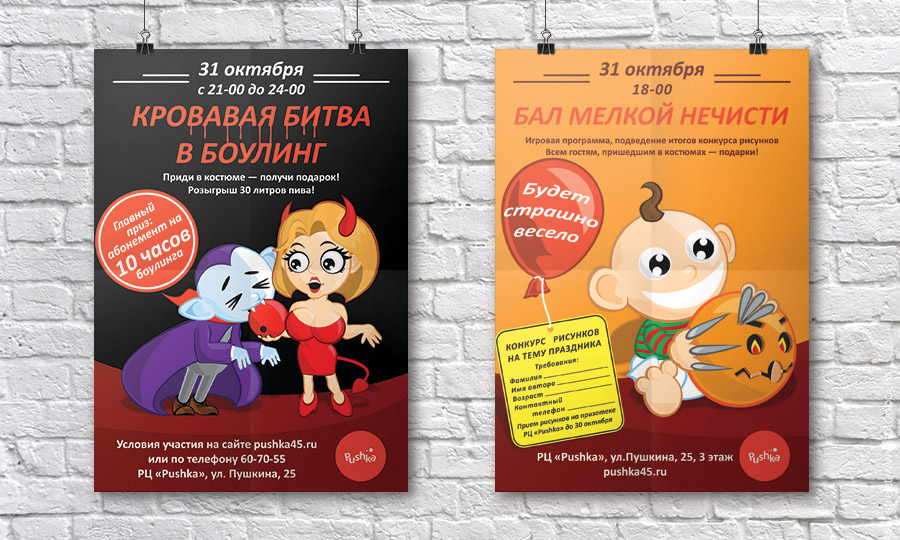 31 октября
с 21-00 до 24-00
КРОВАВАЯ БИТВА
В БОУЛИНГ
Приди в костюме — получи подарок!
Розыгрыш 30 литров пива!
Главный
приз:
абонемент на
10 часов
боулинга
Условия участия на сайте pushka45.ru
или по телефону 60-70-55
РЦ «Pushka», ул. Пушкина, 25
Pushka
31 октября
18-00
БАЛ МЕЛКОЙ НЕЧИСТИ
Игровая программа, подведение итогов конкурса рисунков
Всем гостям, пришедшим в костюмах — подарки!
Будет
страшно
весело
КОНКУРС РИСУНКОВ
НА ТЕМУ ПРАЗДНИКА
Требования:
Фамилия
Имя автора
Возраст
Контактный
телефон
Прием рисунков на призотеке
РЦ «Pushka» до 30 октября
РЦ «Pushka», ул.Пушкина, 25, 3 этаж
pushka45.ru
Pushka